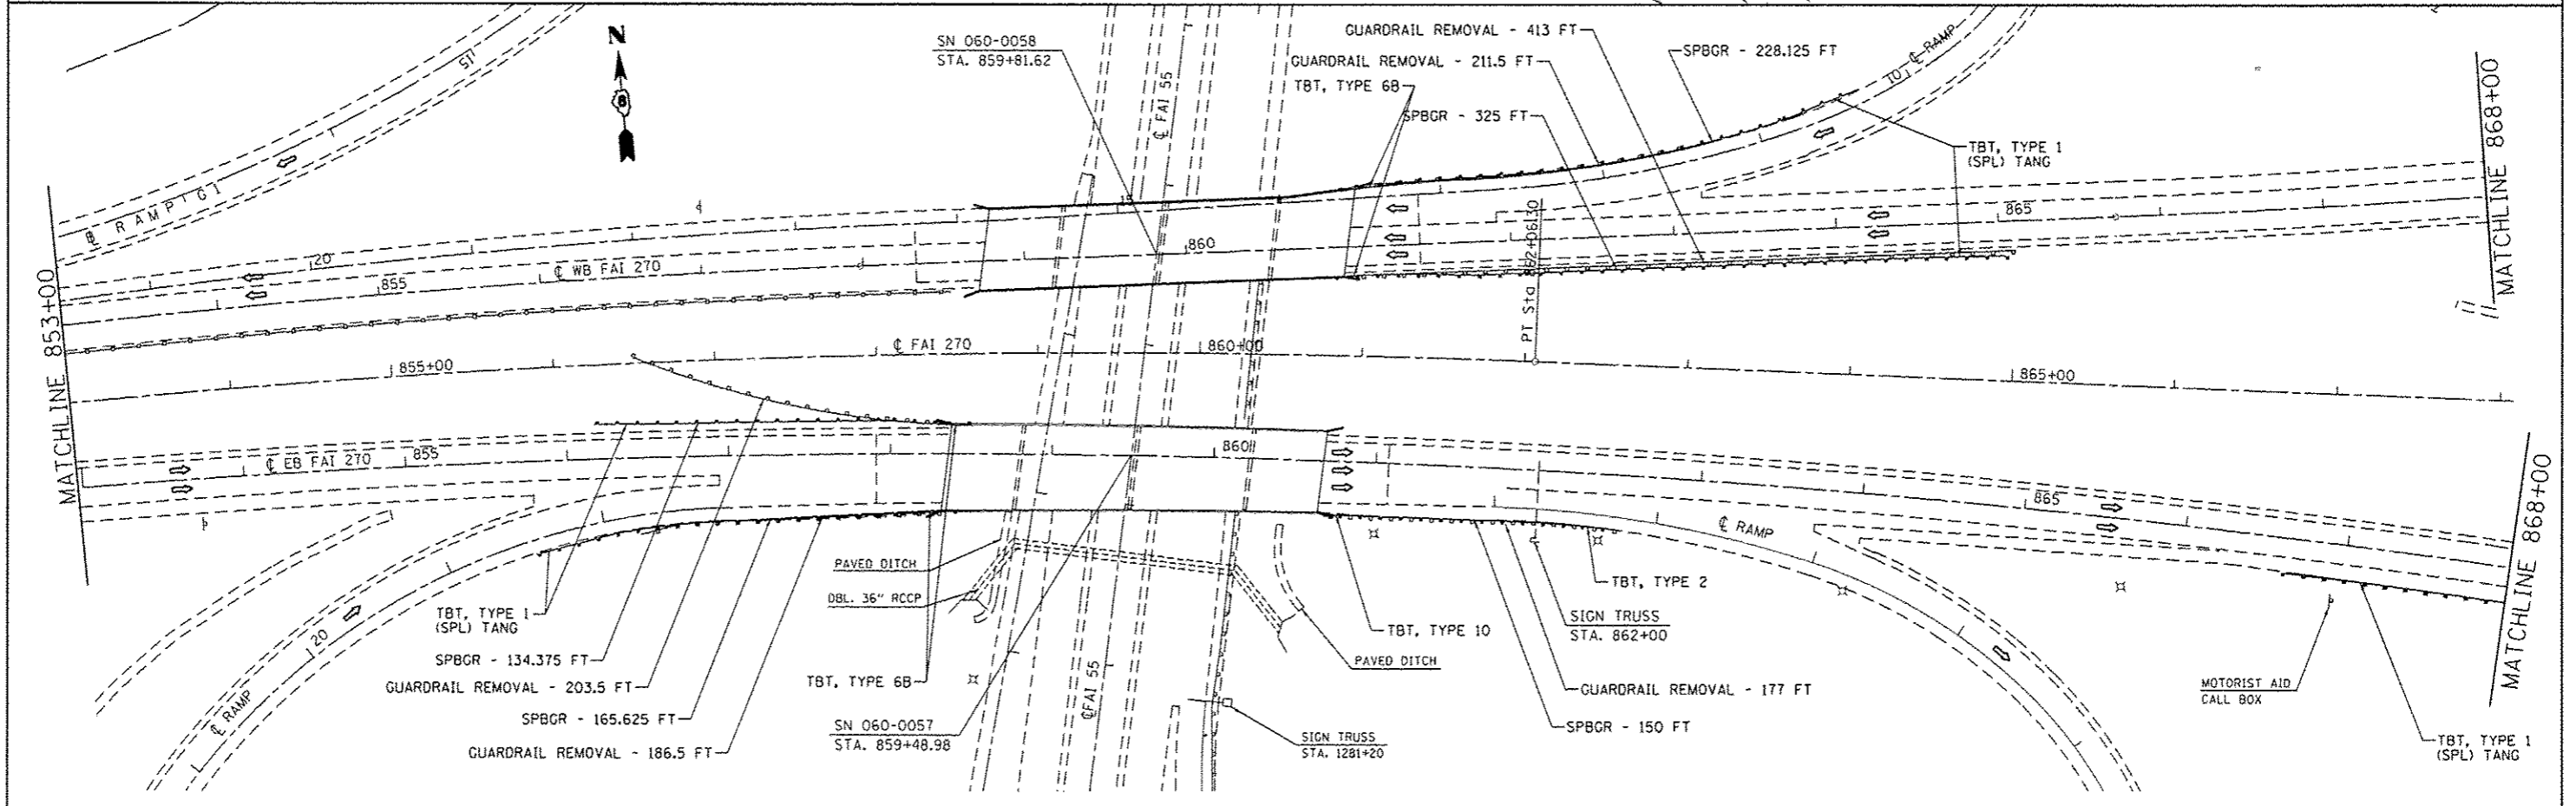 N
8
SN 060-0058
STA. 859+81.62
GUARDRAIL REMOVAL - 413 FT
GUARDRAIL REMOVAL - 211.5 FT
TBT, TYPE 6B
SPBGR - 325 FT
SPBGR - 228.125 FT
10
℄ RAMP
TBT, TYPE 1
(SPL) TANG
MATCHLINE 868+00
15
℄ RAMP G1
℄ FAI 55
MATCHLINE 853+00
20
855
℄ WB FAI 270
15
860
865
PT Sta 862+06.30
855+00
℄ FAI 270
860+00
865+00
℄ EB FAI 270
855
860
865
℄ RAMP
MATCHLINE 868+00
PAVED DITCH
DBL. 36" RCCP
TBT, TYPE 1
(SPL) TANG
20
℄ RAMP
SPBGR - 134.375 FT
GUARDRAIL REMOVAL - 203.5 FT
SPBGR - 165.625 FT
GUARDRAIL REMOVAL - 186.5 FT
TBT, TYPE 6B
SN 060-0057
STA. 859+48.98
℄ FAI 55
SIGN TRUSS
STA. 1281+20
PAVED DITCH
TBT, TYPE 10
TBT, TYPE 2
SIGN TRUSS
STA. 862+00
GUARDRAIL REMOVAL - 177 FT
SPBGR - 150 FT
MOTORIST AID
CALL BOX
TBT, TYPE 1
(SPL) TANG